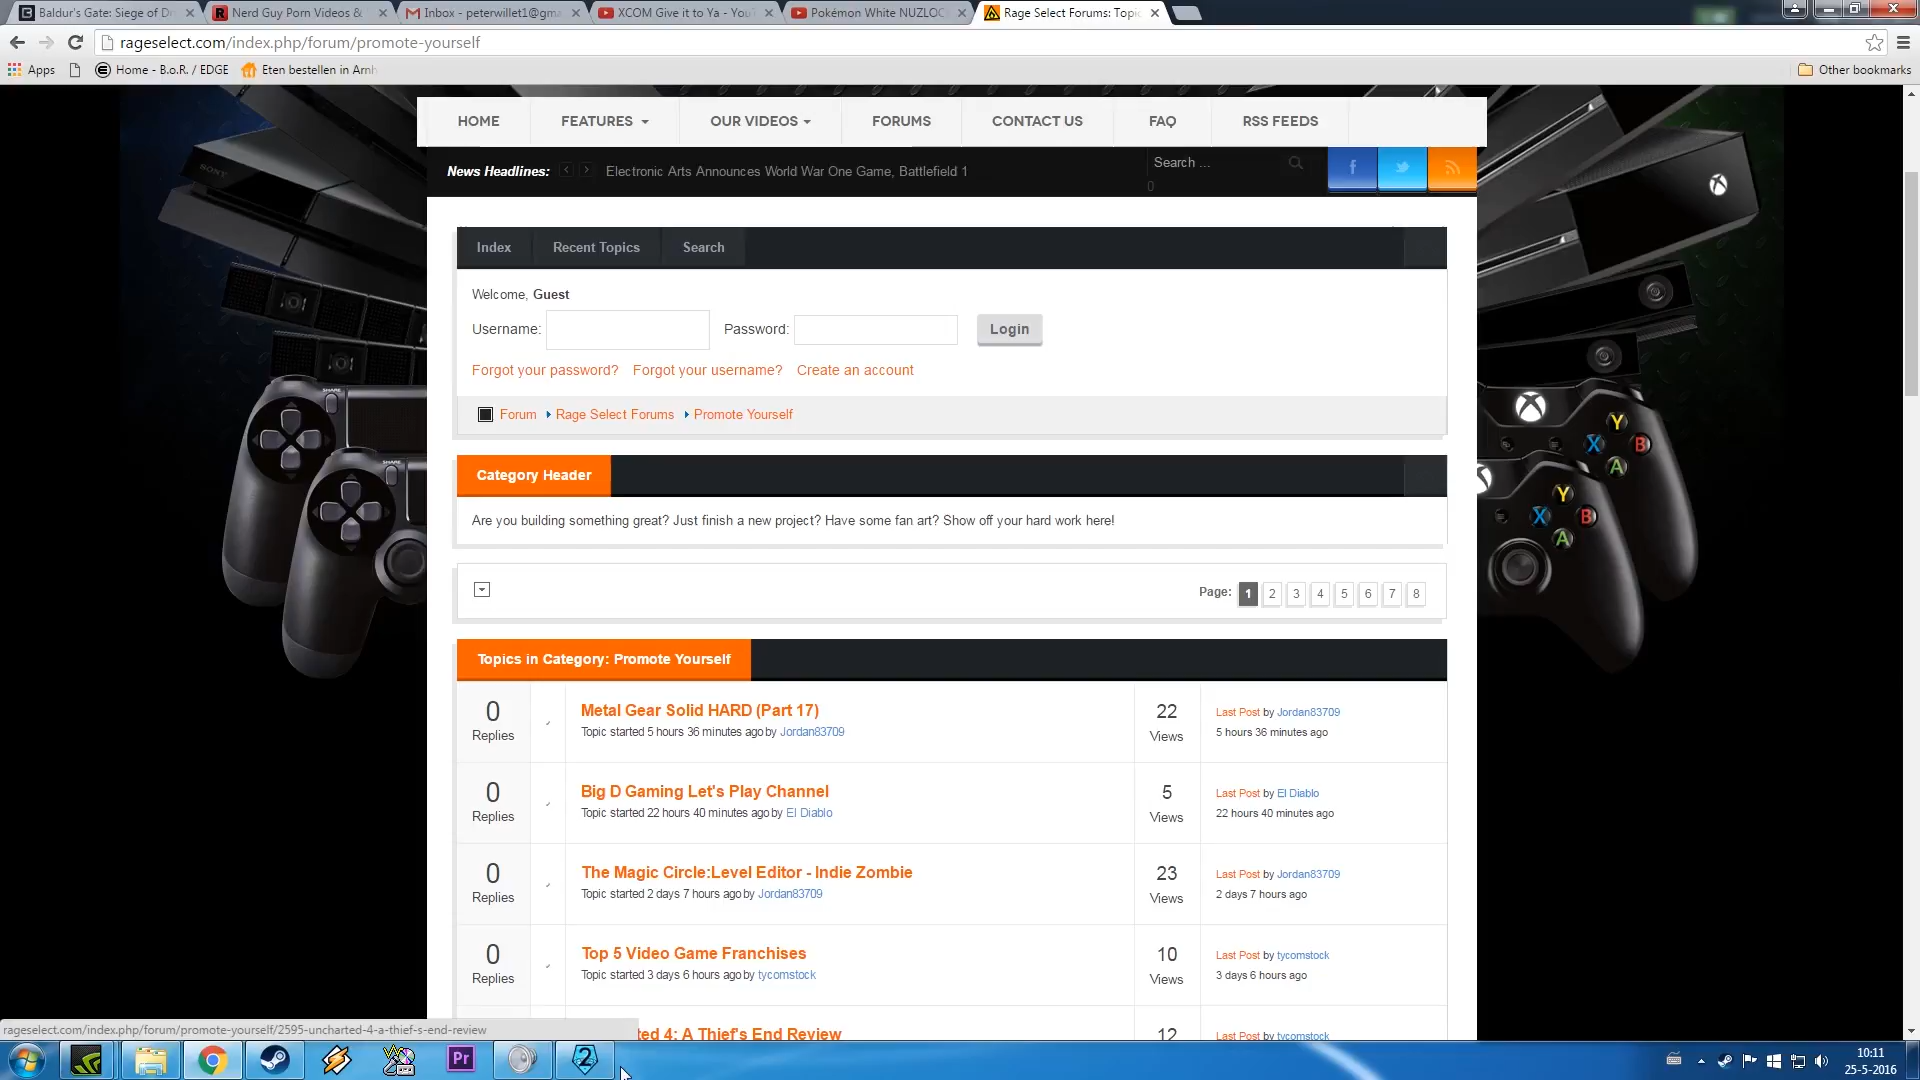 Baldur's Gate: Siege of Dr
Nerd Guy Porn Videos &
Inbox - peterwillet1@gma
XCOM Give it to Ya - YouT
Pokémon White NUZLOC
Rage Select Forums: Topic
rageselect.com/index.php/forum/promote-yourself
Apps
Home - B.o.R. / EDGE
Eten bestellen in Arnh
Other bookmarks
HOME
FEATURES
OUR VIDEOS
FORUMS
CONTACT US
FAQ
RSS FEEDS
News Headlines:
Electronic Arts Announces World War One Game, Battlefield 1
Search ...
0
Index
Recent Topics
Search
Welcome, Guest
Username:
Password:
Login
Forgot your password?
Forgot your username?
Create an account
Forum
Rage Select Forums
Promote Yourself
Category Header
Are you building something great? Just finish a new project? Have some fan art? Show off your hard work here!
Page: 1 2 3 4 5 6 7 8
Topics in Category: Promote Yourself
0
Replies
Metal Gear Solid HARD (Part 17)
Topic started 5 hours 36 minutes ago by Jordan83709
22
Views
Last Post by Jordan83709
5 hours 36 minutes ago
0
Replies
Big D Gaming Let's Play Channel
Topic started 22 hours 40 minutes ago by El Diablo
5
Views
Last Post by El Diablo
22 hours 40 minutes ago
0
Replies
The Magic Circle:Level Editor - Indie Zombie
Topic started 2 days 7 hours ago by Jordan83709
23
Views
Last Post by Jordan83709
2 days 7 hours ago
0
Replies
Top 5 Video Game Franchises
Topic started 3 days 6 hours ago by tycomstock
10
Views
Last Post by tycomstock
3 days 6 hours ago
ted 4: A Thief's End Review
12
Last Post by tycomstock
rageselect.com/index.php/forum/promote-yourself/2595-uncharted-4-a-thief-s-end-review
Pr
2
10:11
25-5-2016
SONY
SHARE
SHARE
Y
X
B
A
Y
X
B
A